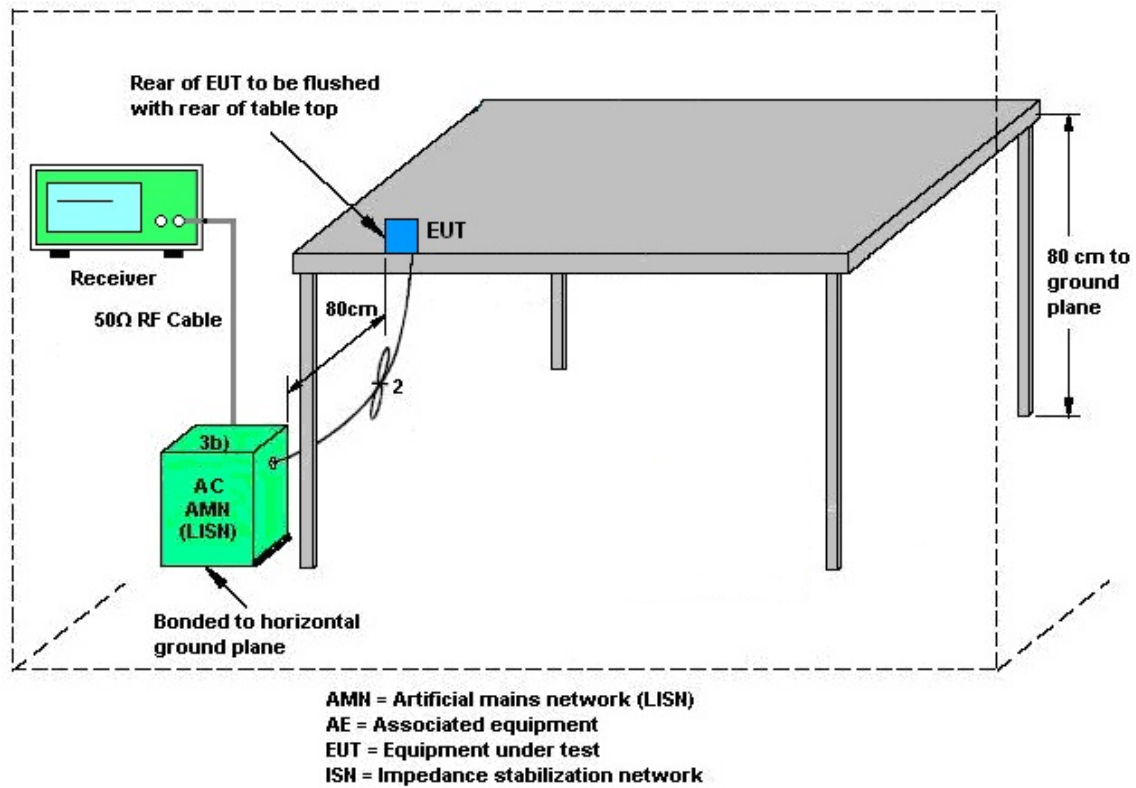 Rear of EUT to be flushed
with rear of table top
EUT
Receiver
80 cm to
ground
plane
80cm
50Ω RF Cable
2
3b)
AC
AMN
(LISN)
Bonded to horizontal
ground plane
AMN = Artificial mains network (LISN)
AE = Associated equipment
EUT = Equipment under test
ISN = Impedance stabilization network